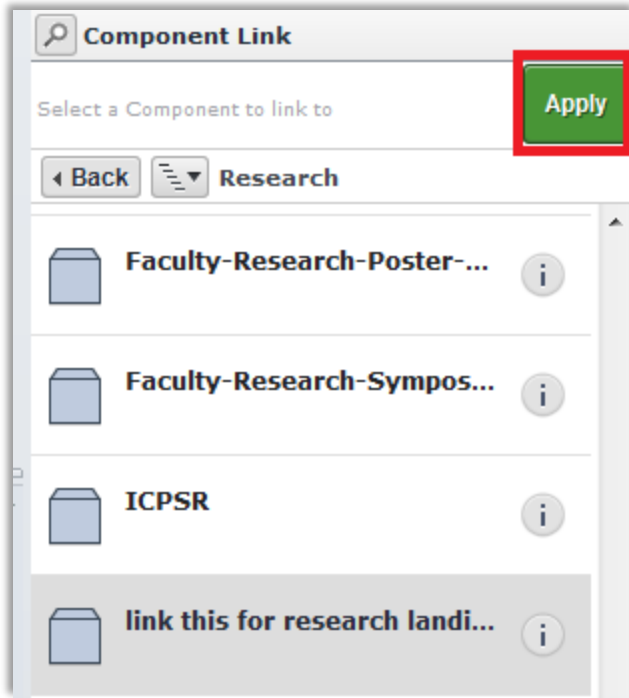 Component Link
Select a Component to link to
Apply
Back
Research
Faculty-Research-Poster-...
i
Faculty-Research-Sympos...
i
ICPSR
i
link this for research landi...
i